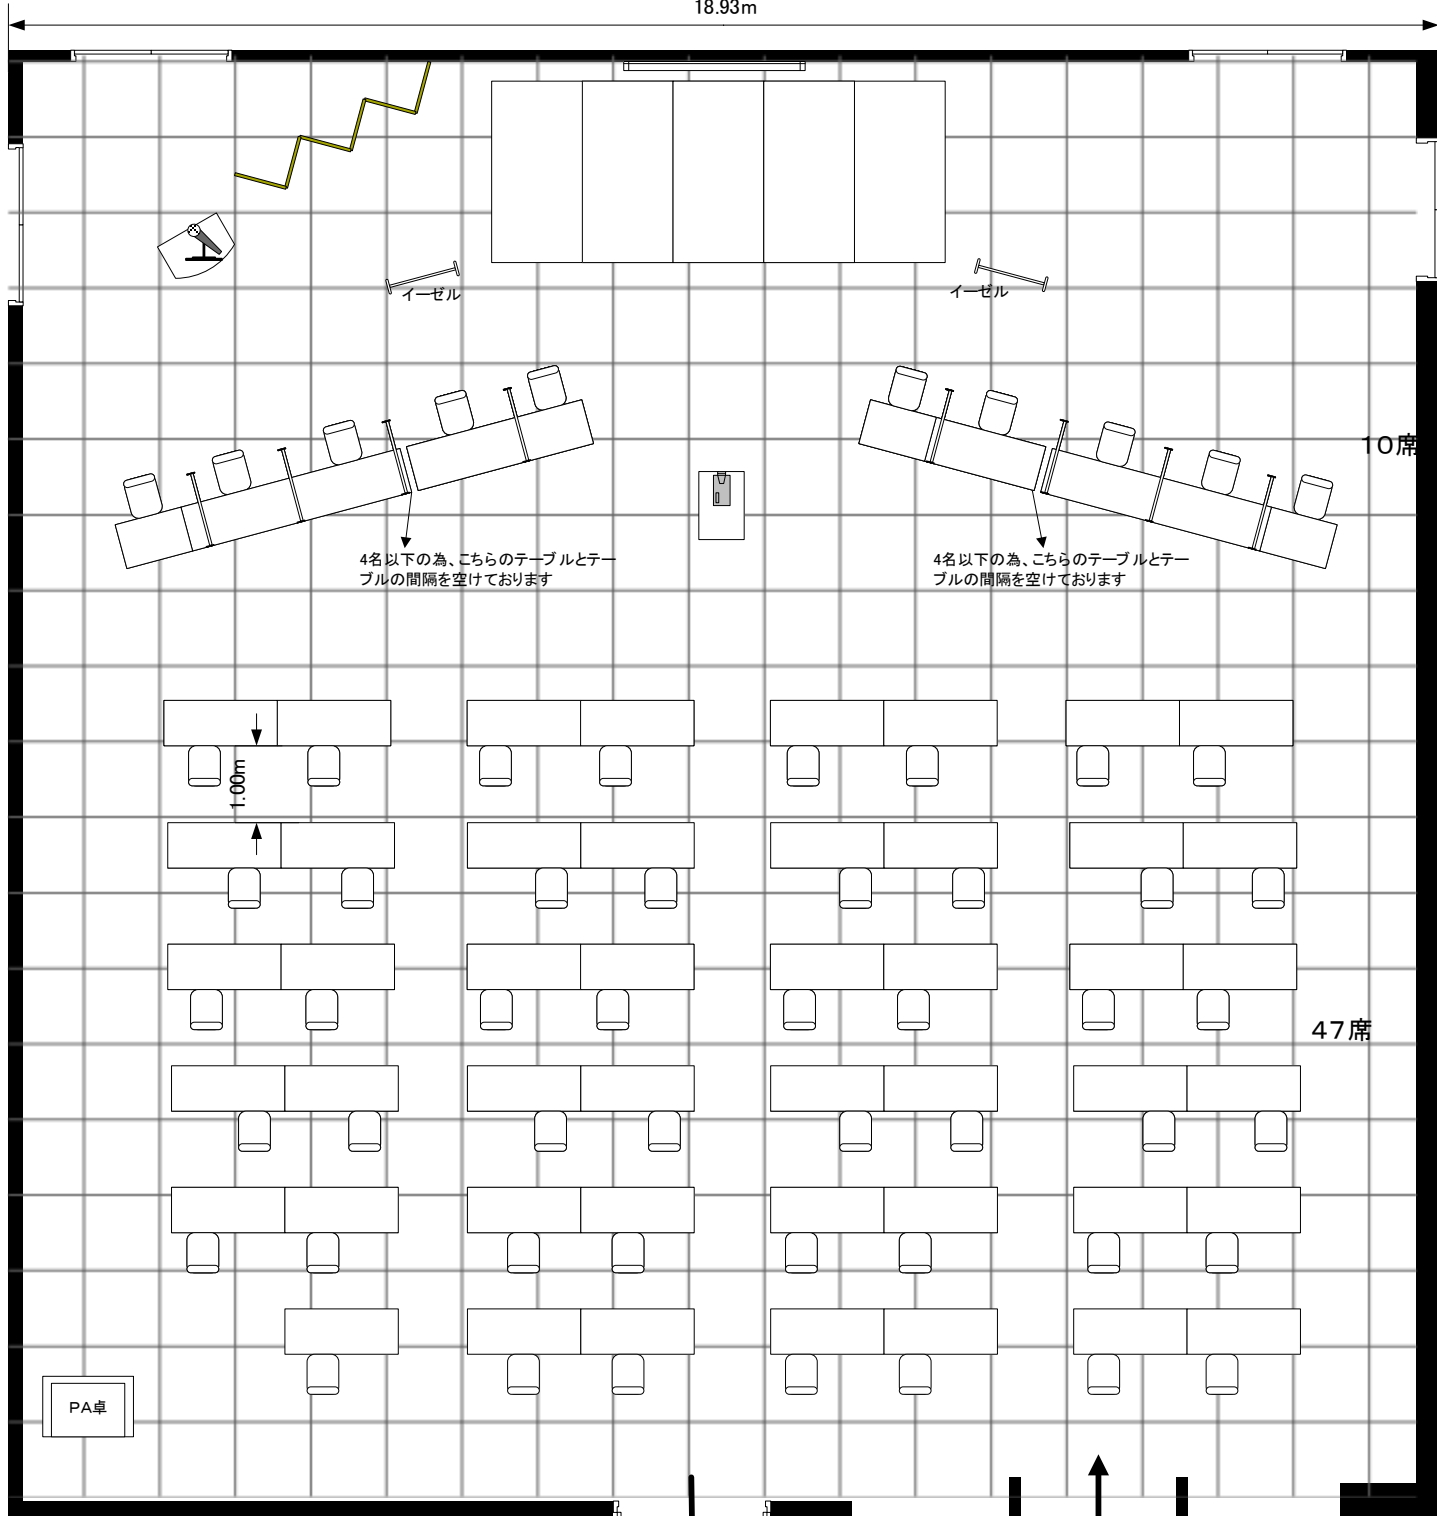 18.93m
イーゼル
イーゼル
10席
4名以下の為、こちらのテーブルとテー
ブルの間隔を空けております
4名以下の為、こちらのテーブルとテー
ブルの間隔を空けております
1.00m
47席
PA卓